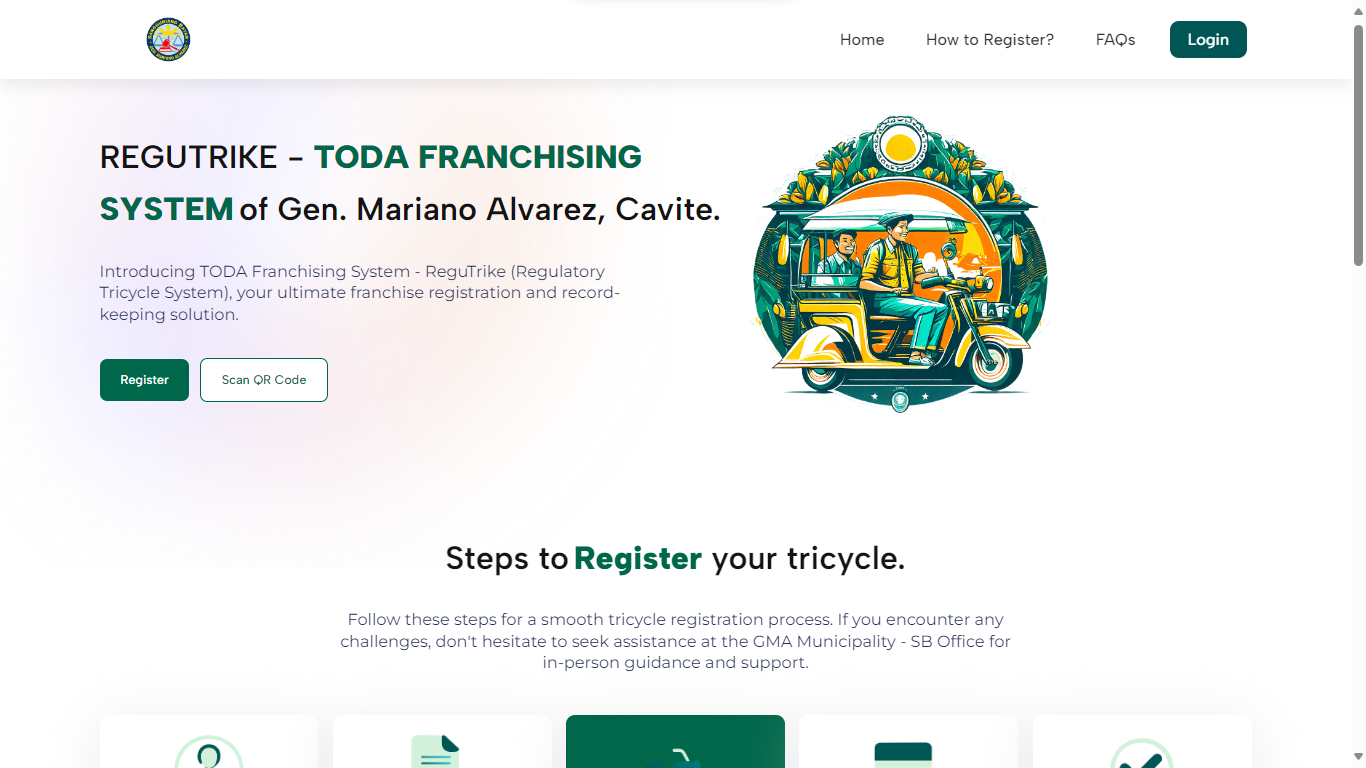 Home
How to Register?
FAQs
Login
REGUTRIKE - TODA FRANCHISING
SYSTEM of Gen. Mariano Alvarez, Cavite.
Introducing TODA Franchising System - ReguTrike (Regulatory
Tricycle System), your ultimate franchise registration and record-
keeping solution.
Register
Scan QR Code
Steps to Register your tricycle.
Follow these steps for a smooth tricycle registration process. If you encounter any
challenges, don't hesitate to seek assistance at the GMA Municipality - SB Office for
in-person guidance and support.